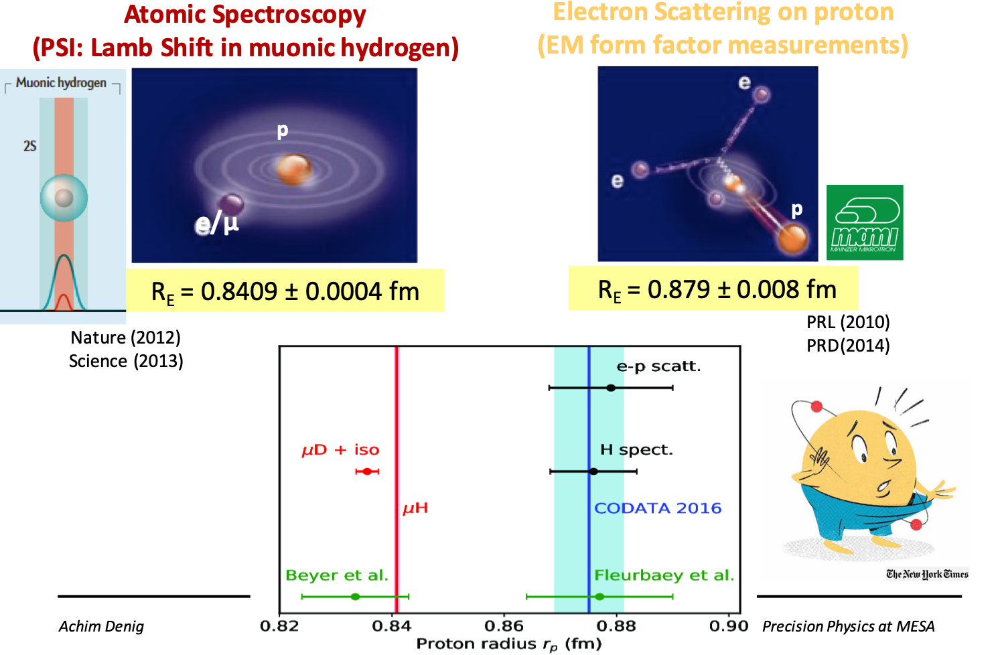 Atomic Spectroscopy
(PSI: Lamb Shift in muonic hydrogen)
Electron Scattering on proton
(EM form factor measurements)
Muonic hydrogen
2S
p
e/μ
e
e
p
mami
MAINZER MIKROTRON
R_E = 0.8409 ± 0.0004 fm
R_E = 0.879 ± 0.008 fm
Nature (2012)
Science (2013)
PRL (2010)
PRD(2014)
e-p scatt.
μD + iso
H spect.
μH
CODATA 2016
Beyer et al.
Fleurbaey et al.
0.82 0.84 0.86 0.88 0.90
Proton radius r_p (fm)
The New York Times
Achim Denig
Precision Physics at MESA